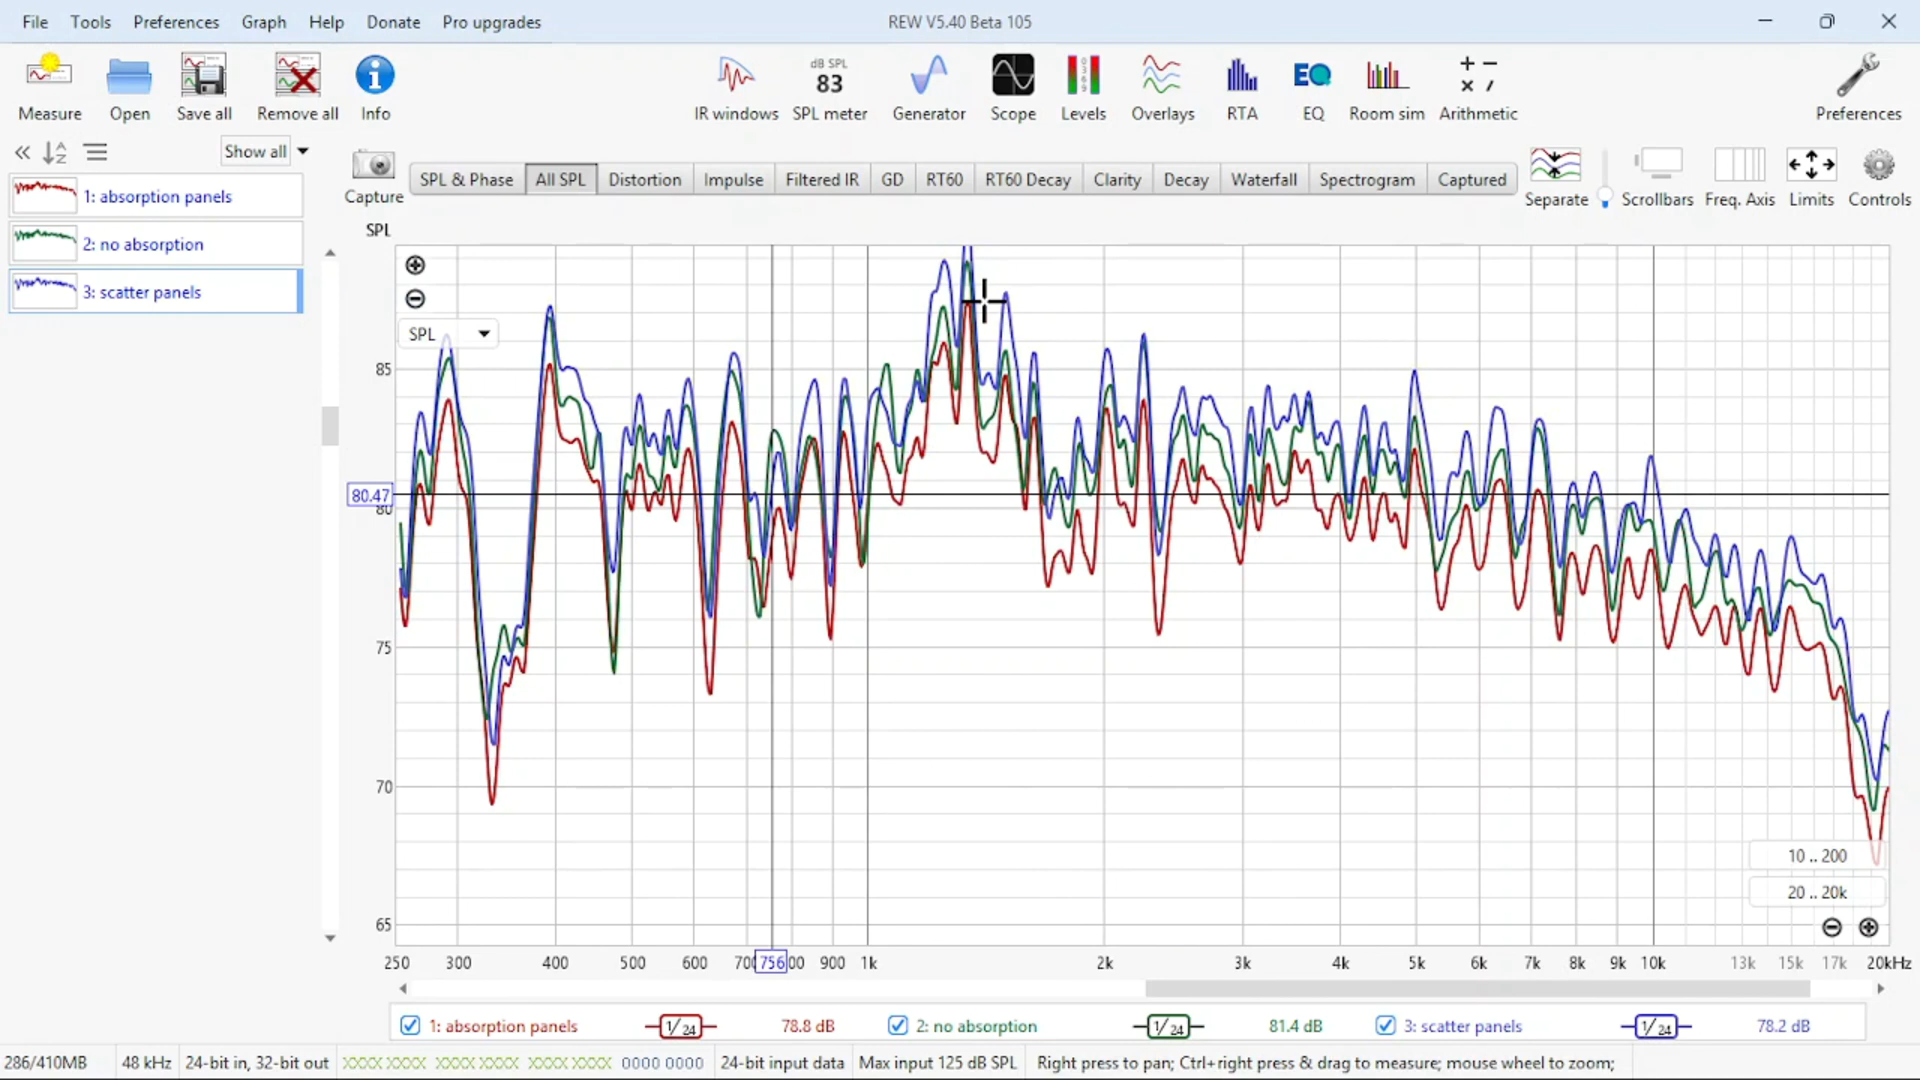 File Tools Preferences Graph Help Donate Pro upgrades REW V5.40 Beta 105
dB SPL
83
Measure Open Save all Remove all Info IR windows SPL meter Generator Scope Levels Overlays RTA EQ Room sim Arithmetic Preferences
Show all
Capture SPL & Phase All SPL Distortion Impulse Filtered IR GD RT60 RT60 Decay Clarity Decay Waterfall Spectrogram Captured Separate Scrollbars Freq. Axis Limits Controls
1: absorption panels
2: no absorption
3: scatter panels
SPL
SPL
85
80.47
80
75
70
65
10 .. 200
20 .. 20k
250 300 400 500 600 756 900 1k 2k 3k 4k 5k 6k 7k 8k 9k 10k 13k 15k 17k 20kHz
1: absorption panels 1/24 78.8 dB 2: no absorption 1/24 81.4 dB 3: scatter panels 1/24 78.2 dB
286/410MB 48 kHz 24-bit in, 32-bit out XXXX XXXX XXXX XXXX XXXX XXXX 0000 0000 24-bit input data Max input 125 dB SPL Right press to pan; Ctrl+right press & drag to measure; mouse wheel to zoom;